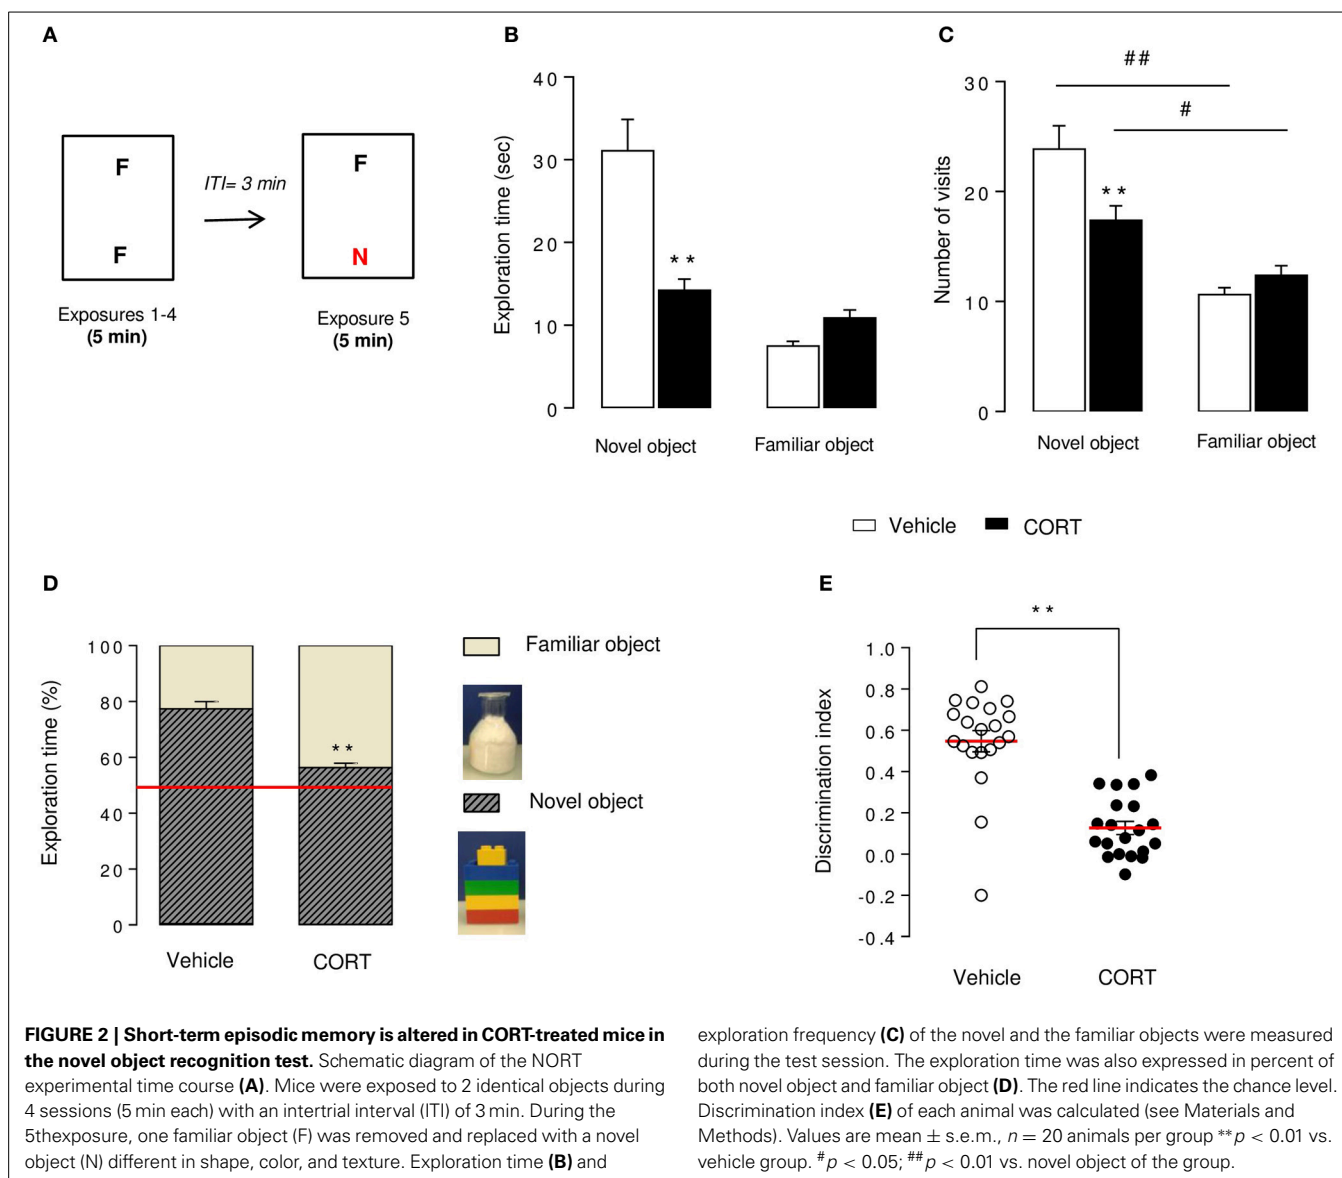 A
F
F
Exposures 1-4
(5 min)
ITI= 3 min
F
N
Exposure 5
(5 min)
B
Exploration time (sec)
40
30
20
10
0
**
Novel object
Familiar object
C
Number of visits
30
20
10
0
##
#
**
Novel object
Familiar object
Vehicle
CORT
D
Exploration time (%)
100
80
60
40
20
0
**
Vehicle
CORT
Familiar object
Novel object
E
Discrimination index
**
1.0
0.8
0.6
0.4
0.2
0.0
-0.2
-0.4
Vehicle
CORT
FIGURE 2 | Short-term episodic memory is altered in CORT-treated mice in
the novel object recognition test. Schematic diagram of the NORT
experimental time course (A). Mice were exposed to 2 identical objects during
4 sessions (5 min each) with an intertrial interval (ITI) of 3 min. During the
5thexposure, one familiar object (F) was removed and replaced with a novel
object (N) different in shape, color, and texture. Exploration time (B) and
exploration frequency (C) of the novel and the familiar objects were measured
during the test session. The exploration time was also expressed in percent of
both novel object and familiar object (D). The red line indicates the chance level.
Discrimination index (E) of each animal was calculated (see Materials and
Methods). Values are mean ± s.e.m., n = 20 animals per group **p < 0.01 vs.
vehicle group. #p < 0.05; ##p < 0.01 vs. novel object of the group.